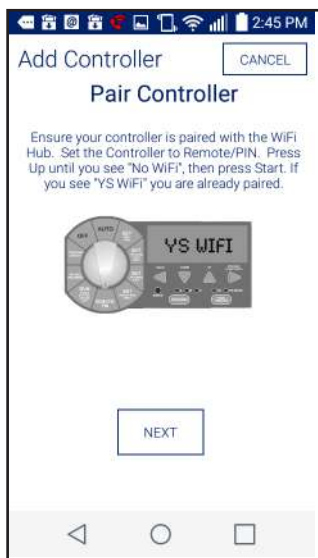 2:45 PM
Add Controller
CANCEL
Pair Controller
Ensure your controller is paired with the WiFi
Hub. Set the Controller to Remote/PIN. Press
Up until you see "No WiFi", then press Start. If
you see "YS WiFi" you are already paired.
OFF
AUTO
YS WIFI
NEXT